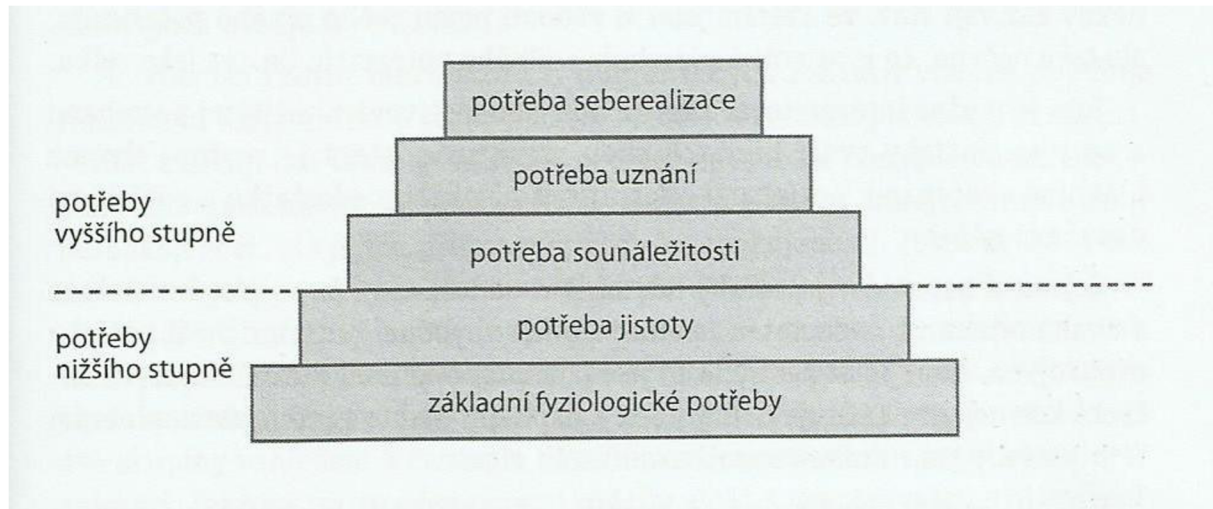 potřeba seberealizace
potřeba uznání
potřeby
vyššího stupně
potřeba sounáležitosti
potřeba jistoty
potřeby
nižšího stupně
základní fyziologické potřeby